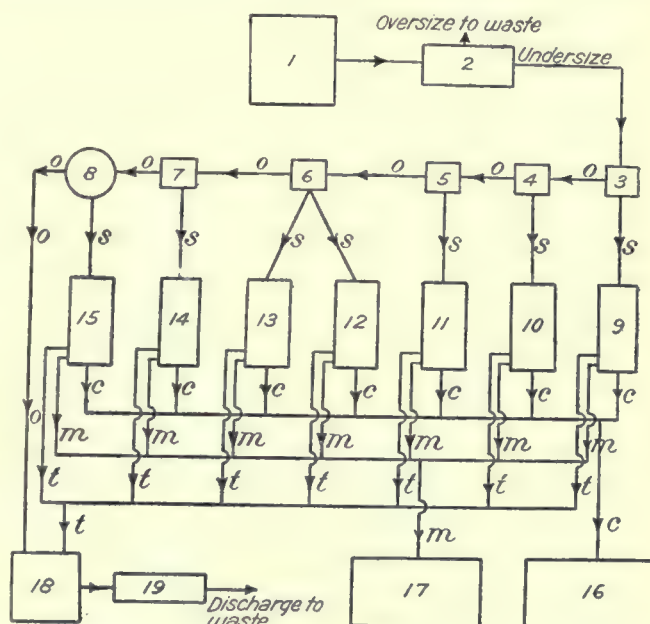 Oversize to waste
1
2
Undersize
o 8 o 7 o 6 o 5 o 4 o 3
o s s s s s s s
15 14 13 12 11 10 9
c c c c c c c
o m m m m m m m
t t t t t t t
t m c
18 19 17 16
Discharge to
waste